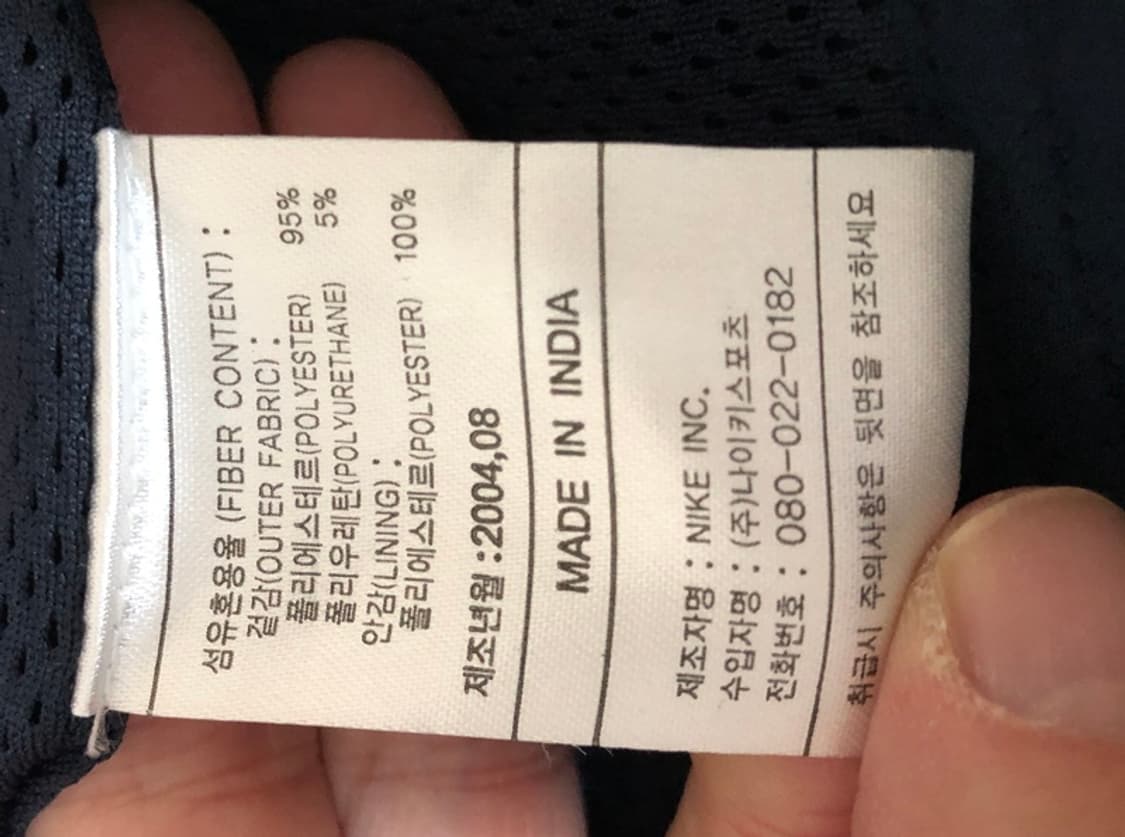 섬유혼용율 (FIBER CONTENT) :
겉감(OUTER FABRIC) :
폴리에스테르(POLYESTER) 95%
폴리우레탄(POLYURETHANE) 5%
안감(LINING) :
폴리에스테르(POLYESTER) 100%
제조년월 :2004,08
MADE IN INDIA
제조자명 : NIKE INC.
수입자명 : (주)나이키스포츠
전화번호 : 080-022-0182
취급시 주의사항은 뒷면을 참조하세요